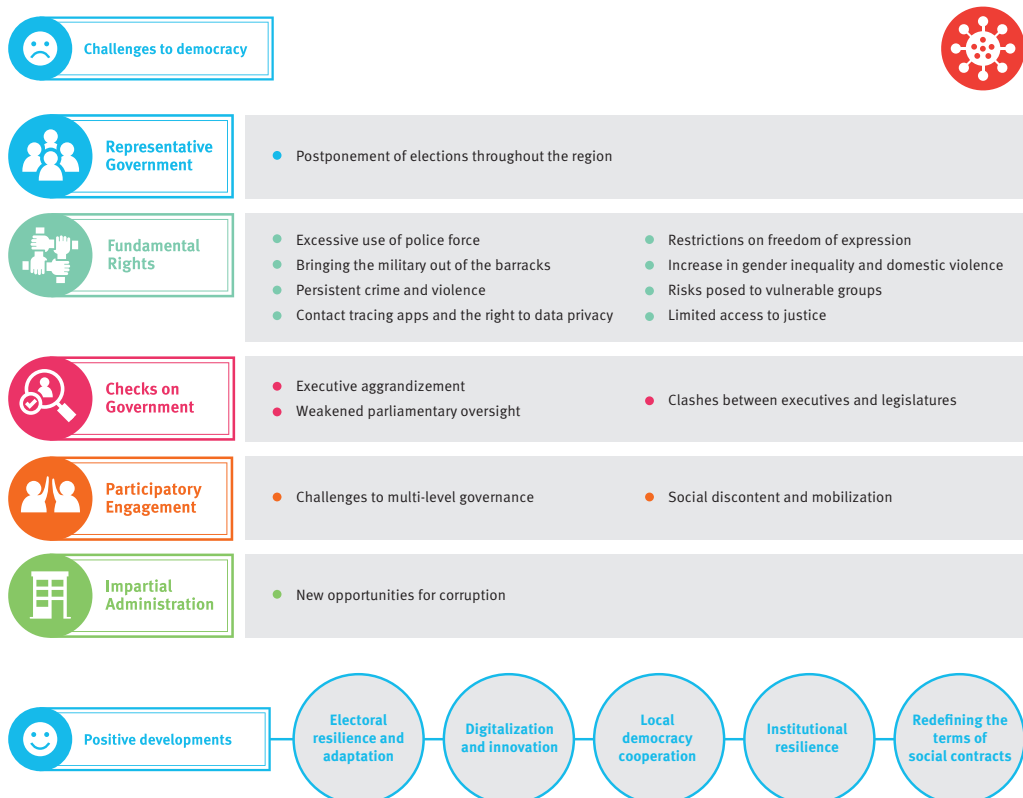 Challenges to democracy
Representative
Government
Postponement of elections throughout the region
Fundamental
Rights
Excessive use of police force
Bringing the military out of the barracks
Persistent crime and violence
Contact tracing apps and the right to data privacy
Restrictions on freedom of expression
Increase in gender inequality and domestic violence
Risks posed to vulnerable groups
Limited access to justice
Checks on
Government
Executive aggrandizement
Weakened parliamentary oversight
Clashes between executives and legislatures
Participatory
Engagement
Challenges to multi-level governance
Social discontent and mobilization
Impartial
Administration
New opportunities for corruption
Positive developments
Electoral
resilience and
adaptation
Digitalization
and innovation
Local
democracy
cooperation
Institutional
resilience
Redefining the
terms of
social contracts